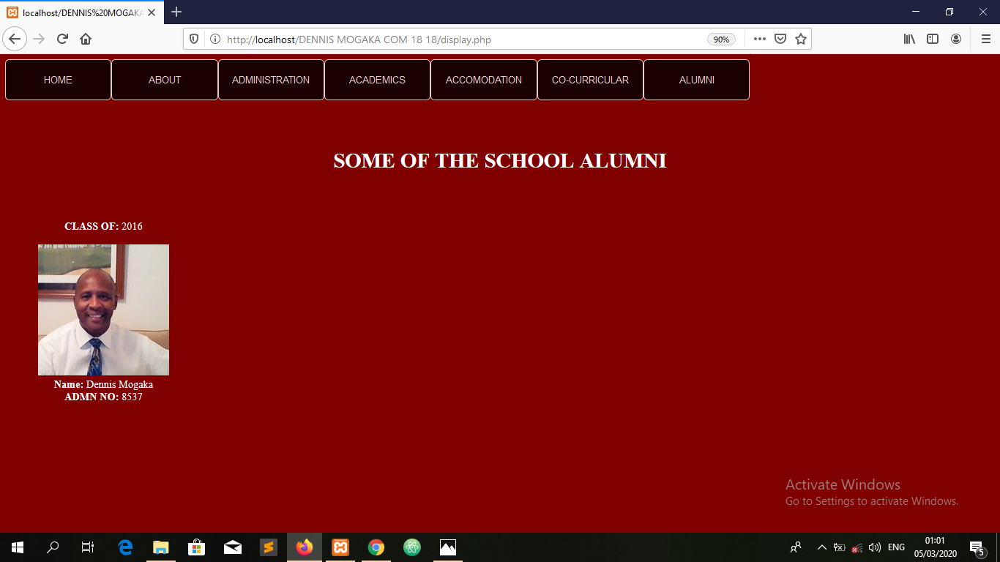 localhost/DENNIS%20MOGAKA
http://localhost/DENNIS MOGAKA COM 18 18/display.php
90%
HOME
ABOUT
ADMINISTRATION
ACADEMICS
ACCOMODATION
CO-CURRICULAR
ALUMNI
SOME OF THE SCHOOL ALUMNI
CLASS OF: 2016
Name: Dennis Mogaka
ADMN NO: 8537
Activate Windows
Go to Settings to activate Windows.
ENG
01:01
05/03/2020
5